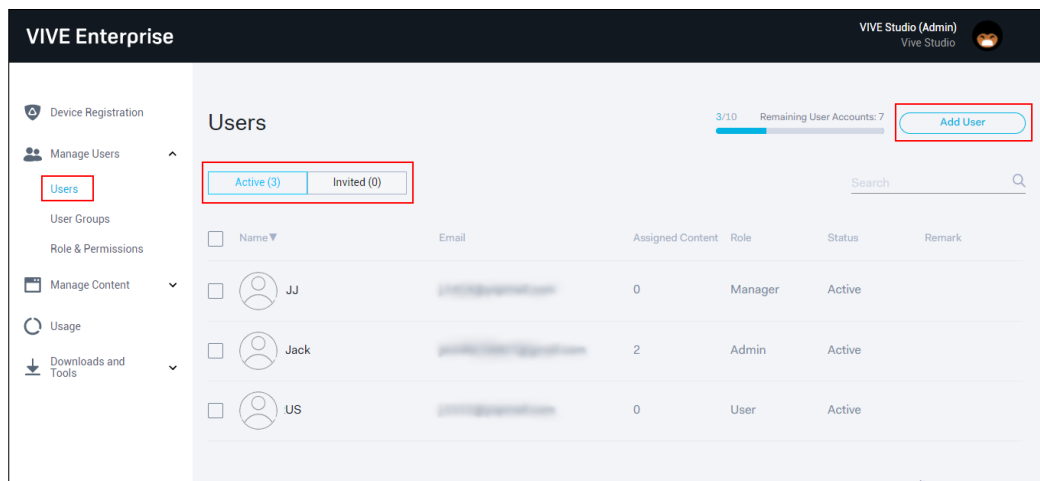 VIVE Enterprise
VIVE Studio (Admin)
Vive Studio
Device Registration
Manage Users
Users
User Groups
Role & Permissions
Manage Content
Usage
Downloads and
Tools
Users
3/10 Remaining User Accounts: 7
Add User
Active (3) Invited (0)
Search
Name▼ Email Assigned Content Role Status Remark
JJ 0 Manager Active
Jack 2 Admin Active
US 0 User Active